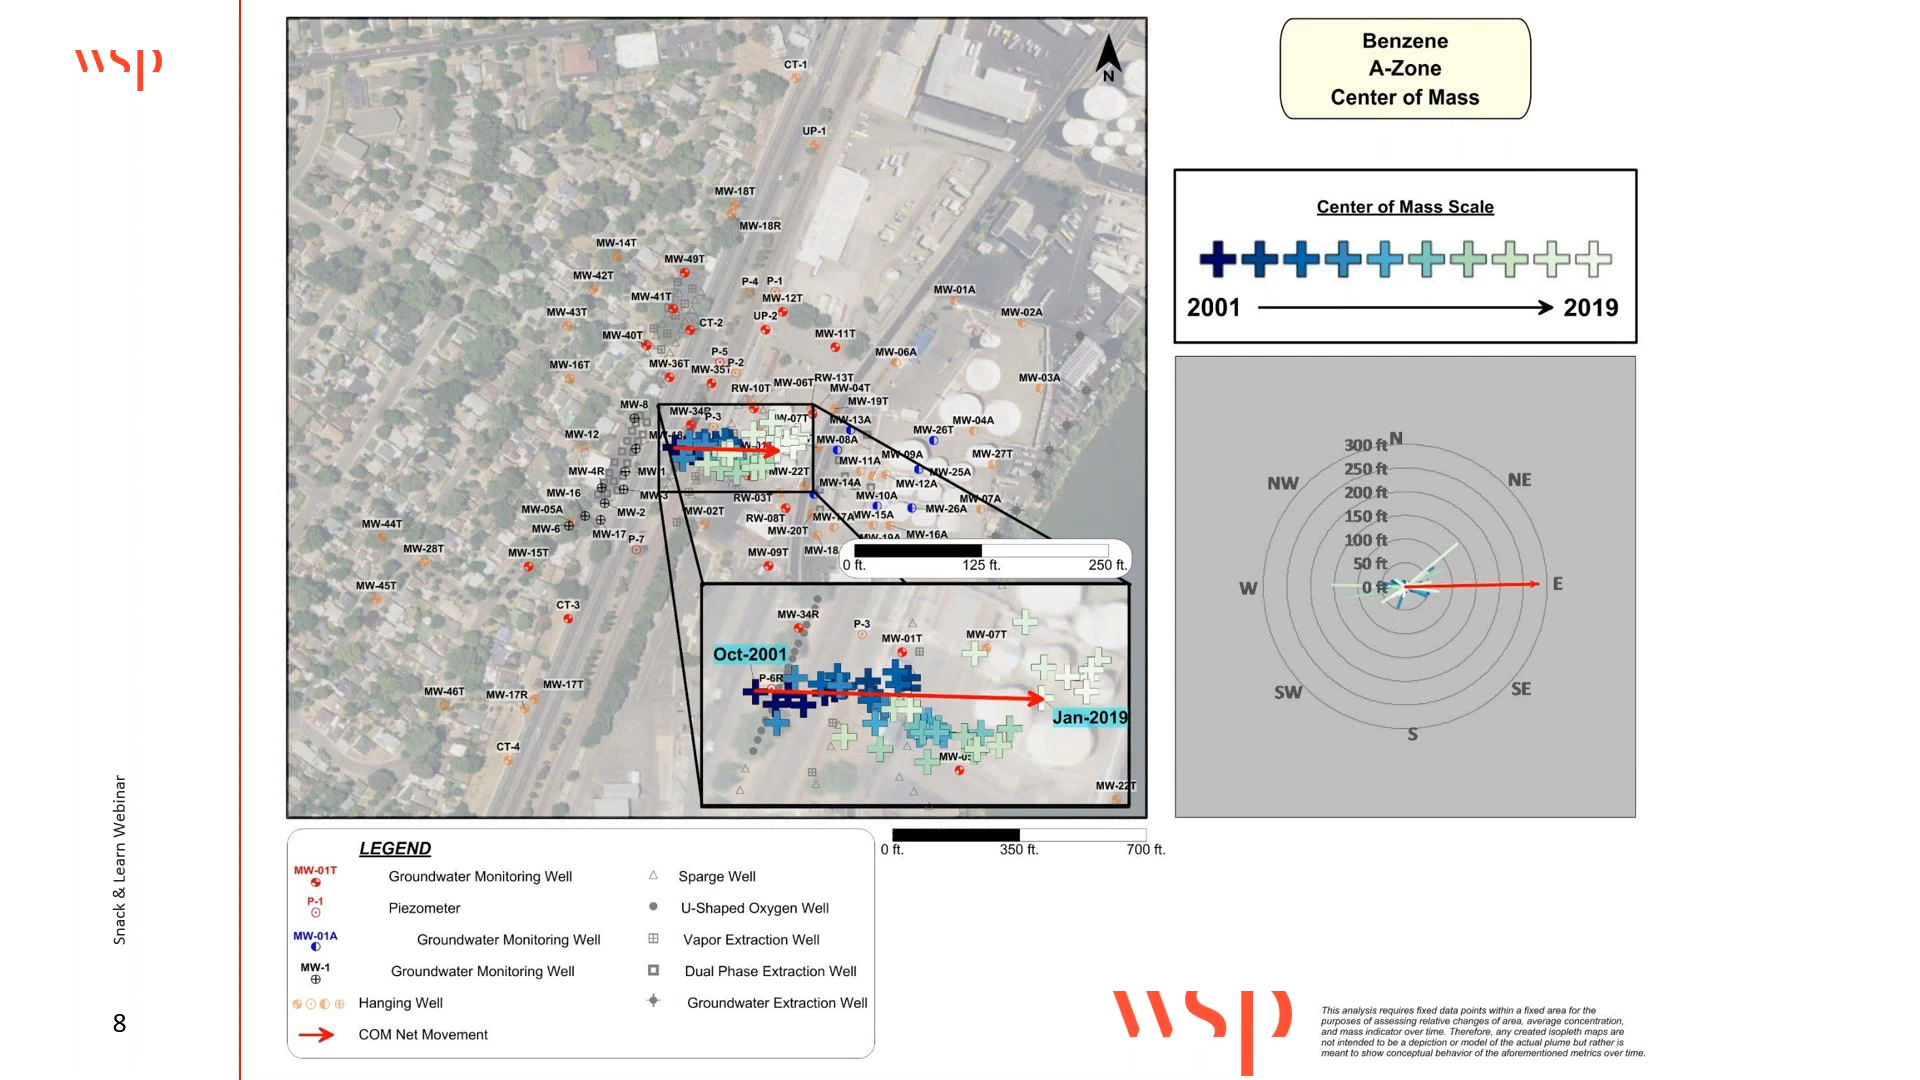 wsp
Snack & Learn Webinar
8
N
CT-1
UP-1
MW-18T
MW-18R
MW-14T
MW-49T
MW-42T
P-4
P-1
MW-41T
MW-12T
MW-01A
MW-43T
UP-2
MW-02A
CT-2
MW-40T
MW-11T
P-5
P-2
MW-06A
MW-16T
MW-36T
MW-35T
RW-10T
MW-06T
RW-13T
MW-04T
MW-03A
MW-19T
MW-8
MW-34R
P-3
MW-13A
MW-04A
MW-26T
MW-12
MW-08A
MW-09A
MW-27T
MW-4R
MW-1
MW-22T
MW-11A
MW-25A
MW-14A
MW-12A
MW-16
MW-3
RW-03T
MW-10A
MW-07A
MW-05A
MW-2
MW-02T
RW-08T
MW-17A
MW-15A
MW-26A
MW-44T
MW-6
MW-17
P-7
MW-20T
MW-19A
MW-16A
MW-28T
MW-15T
MW-09T
MW-18
MW-45T
CT-3
MW-46T
MW-17R
MW-17T
CT-4
0 ft.
125 ft.
250 ft.
MW-34R
P-3
MW-01T
MW-07T
Oct-2001
P-6R
Jan-2019
MW-22T
0 ft.
350 ft.
700 ft.
LEGEND
MW-01T
Groundwater Monitoring Well
P-1
Piezometer
MW-01A
Groundwater Monitoring Well
MW-1
Groundwater Monitoring Well
Hanging Well
COM Net Movement
Sparge Well
U-Shaped Oxygen Well
Vapor Extraction Well
Dual Phase Extraction Well
Groundwater Extraction Well
Benzene
A-Zone
Center of Mass
Center of Mass Scale
2001
2019
N
NE
E
SE
S
SW
W
NW
300 ft
250 ft
200 ft
150 ft
100 ft
50 ft
0 ft
wsp
This analysis requires fixed data points within a fixed area for the
purposes of assessing relative changes of area, average concentration,
and mass indicator over time. Therefore, any created isopleth maps are
not intended to be a depiction or model of the actual plume but rather is
meant to show conceptual behavior of the aforementioned metrics over time.